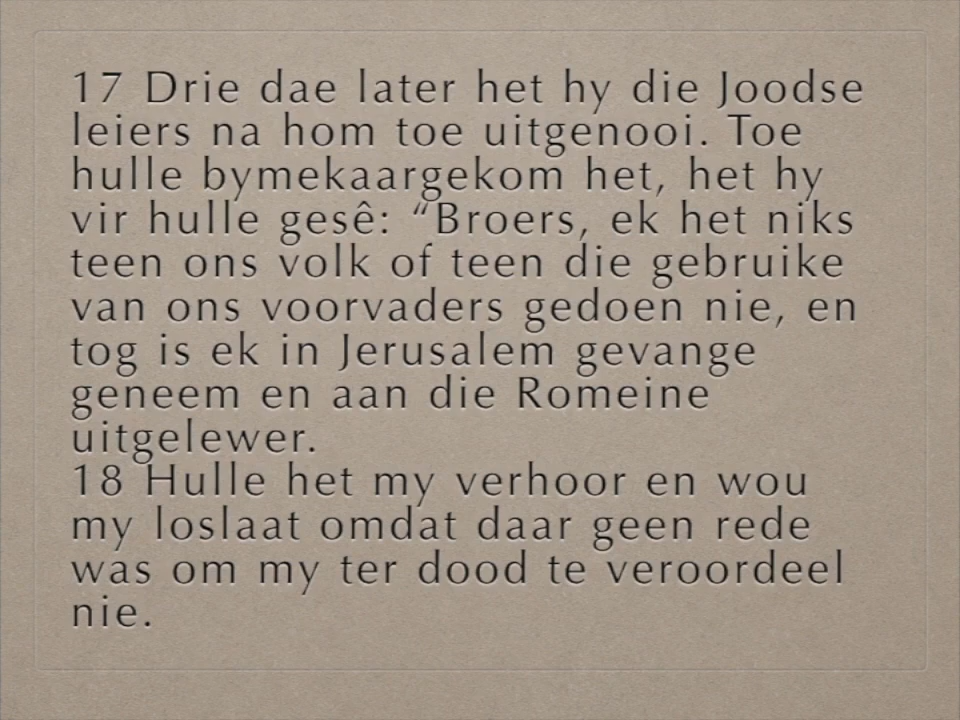 17 Drie dae later het hy die Joodse
leiers na hom toe uitgenooi. Toe
hulle bymekaargekom het, het hy
vir hulle gesê: “Broers, ek het niks
teen ons volk of teen die gebruike
van ons voorvaders gedoen nie, en
tog is ek in Jerusalem gevange
geneem en aan die Romeine
uitgelewer.
18 Hulle het my verhoor en wou
my loslaat omdat daar geen rede
was om my ter dood te veroordeel
nie.